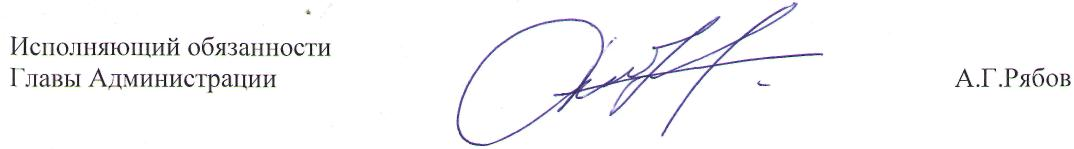 Исполняющий обязанности
Главы Администрации А.Г.Рябов